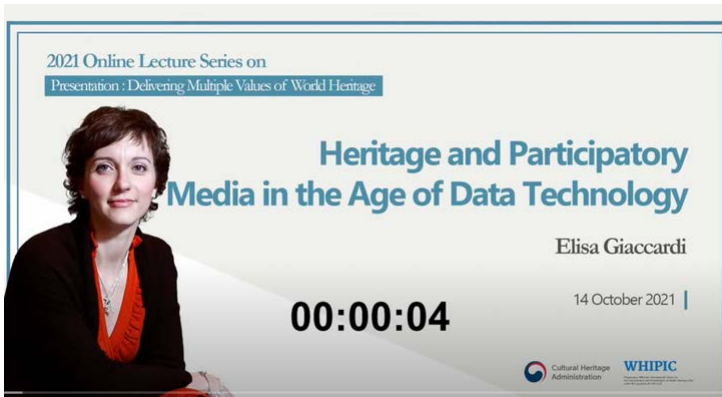 2021 Online Lecture Series on
Presentation : Delivering Multiple Values of World Heritage
Heritage and Participatory
Media in the Age of Data Technology
Elisa Giaccardi
14 October 2021
00:00:04
Cultural Heritage
Administration
WHIPIC